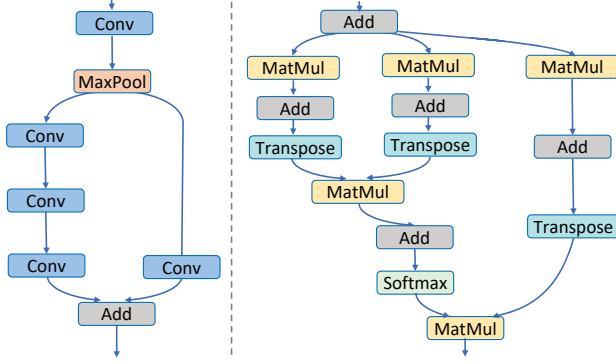 Conv
MaxPool
Conv
Conv
Conv
Conv
Add
Add
MatMul
MatMul
MatMul
Add
Add
Add
Transpose
Transpose
MatMul
Transpose
Add
Softmax
MatMul